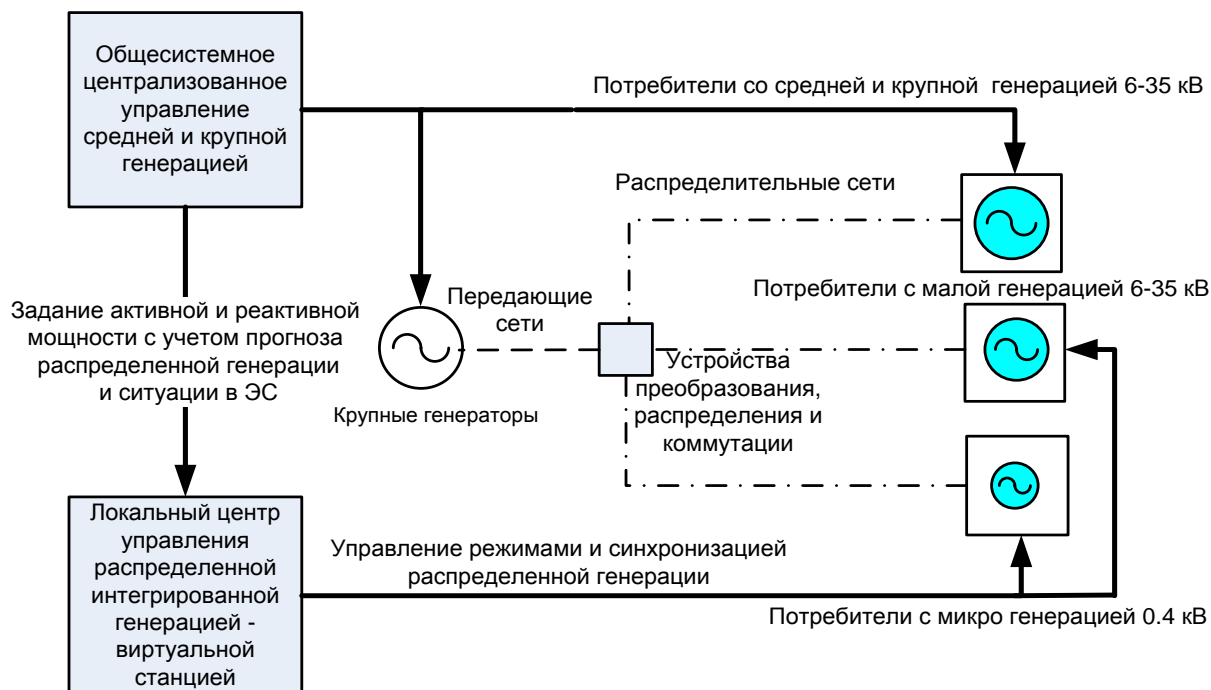 Общесистемное
централизованное
управление
средней и крупной
генерацией
Потребители со средней и крупной генерацией 6-35 кВ
Распределительные сети
Задание активной и реактивной
мощности с учетом прогноза
распределенной генерации
и ситуации в ЭС
Передающие
сети
Крупные генераторы
Потребители с малой генерацией 6-35 кВ
Устройства
преобразования,
распределения и
коммутации
Локальный центр
управления
распределенной
интегрированной
генерацией -
виртуальной
станцией
Управление режимами и синхронизацией
распределенной генерации
Потребители с микро генерацией 0.4 кВ